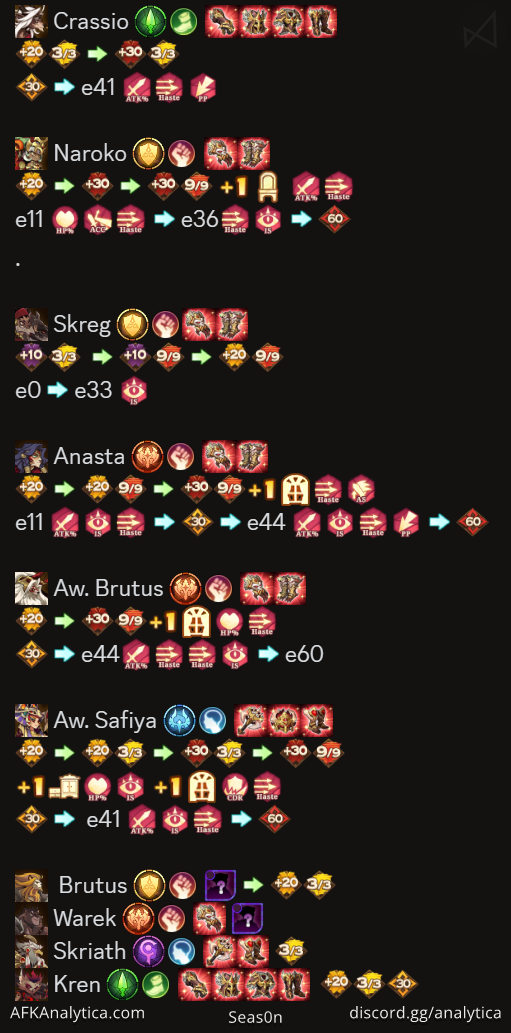 Crassio
+20 3/3 +30 3/3
30 e41 ATK% Haste PP
Naroko
+20 +30 +30 9/9 +1 ATK% Haste
e11 HP% ACC Haste e36 Haste IS 60
.
Skreg
+10 3/3 +10 9/9 +20 9/9
e0 e33 IS
Anasta
+20 +20 9/9 +30 9/9 +1 Haste AS
e11 ATK% IS Haste 30 e44 ATK% IS Haste PP 60
Aw. Brutus
+20 +30 9/9 +1 HP% Haste
30 e44 ATK% Haste Haste IS e60
Aw. Safiya
+20 +20 3/3 +30 3/3 +30 9/9
+1 HP% IS +1 CDR Haste
30 e41 ATK% IS Haste 60
Brutus ? +20 3/3
Warek ?
Skriath 3/3
Kren +20 3/3 30
AFKAnalytica.com Seas0n discord.gg/analytica